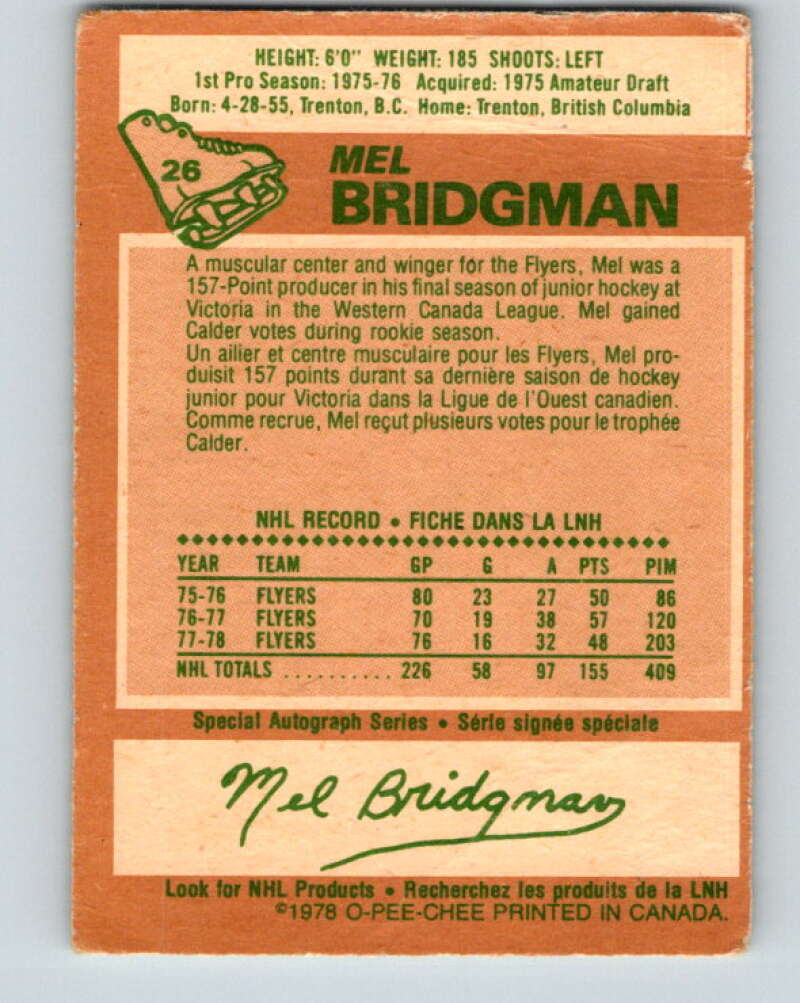 HEIGHT: 6'0" WEIGHT: 185 SHOOTS: LEFT
1st Pro Season: 1975-76 Acquired: 1975 Amateur Draft
Born: 4-28-55, Trenton, B.C. Home: Trenton, British Columbia
26
MEL
BRIDGMAN
A muscular center and winger for the Flyers, Mel was a
157-Point producer in his final season of junior hockey at
Victoria in the Western Canada League. Mel gained
Calder votes during rookie season.
Un ailier et centre musculaire pour les Flyers, Mel pro-
duisit 157 points durant sa dernière saison de hockey
junior pour Victoria dans la Ligue de l'Ouest canadien.
Comme recrue, Mel reçut plusieurs votes pour le trophée
Calder.
NHL RECORD • FICHE DANS LA LNH
YEAR TEAM GP G A PTS PIM
75-76 FLYERS 80 23 27 50 86
76-77 FLYERS 70 19 38 57 120
77-78 FLYERS 76 16 32 48 203
NHL TOTALS .......... 226 58 97 155 409
Special Autograph Series • Série signée spéciale
Mel Bridgman
Look for NHL Products • Recherchez les produits de la LNH
©1978 O-PEE-CHEE PRINTED IN CANADA.